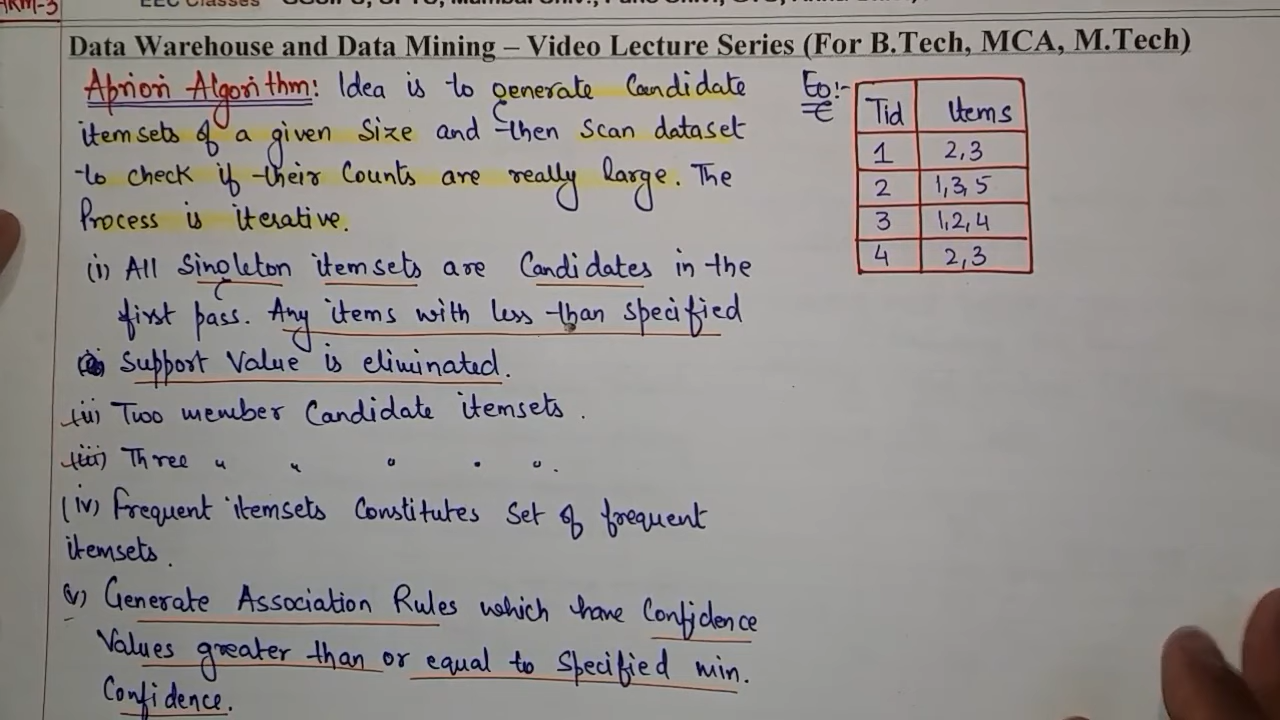 ARM-3
EEC Classes
Data Warehouse and Data Mining – Video Lecture Series (For B.Tech, MCA, M.Tech)
Apriori Algorithm: Idea is to generate Candidate
itemsets of a given Size and then scan dataset
to check if their Counts are really large. The
Process is iterative.
(i) All Singleton itemsets are Candidates in the
first pass. Any items with less than specified
Support Value is eliminated.
(ii) Two member Candidate itemsets.
(iii) Three " " " " ".
(iv) Frequent itemsets Constitutes Set of frequent
itemsets.
(v) Generate Association Rules which have Confidence
Values greater than or equal to Specified min.
Confidence.
Eg:-
Tid Items
1 2,3
2 1,3,5
3 1,2,4
4 2,3